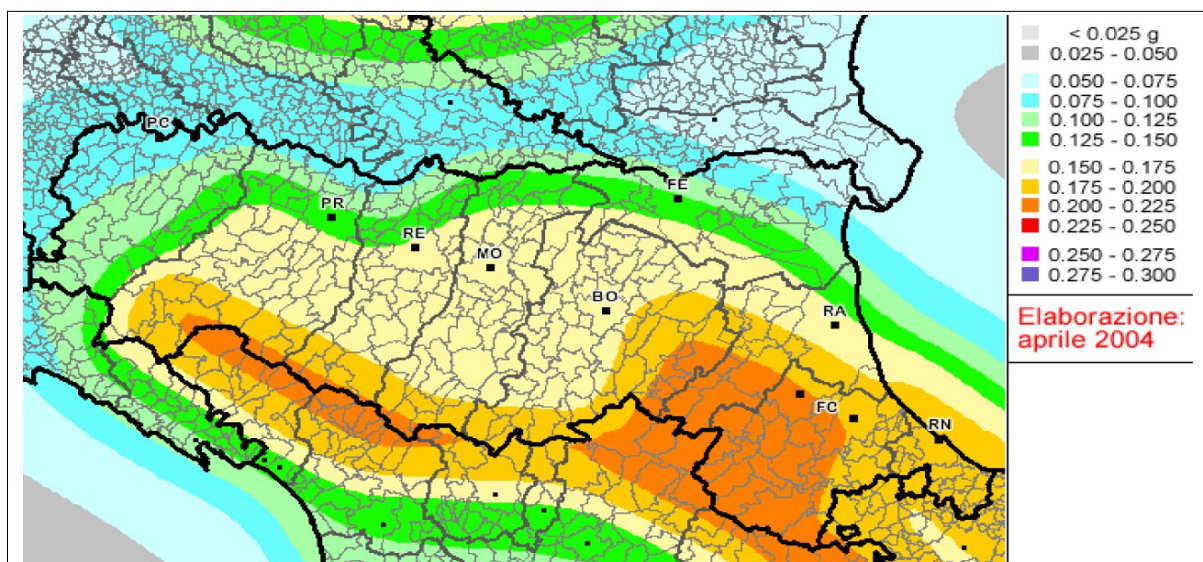 < 0.025 g
0.025 - 0.050
0.050 - 0.075
0.075 - 0.100
0.100 - 0.125
0.125 - 0.150
0.150 - 0.175
0.175 - 0.200
0.200 - 0.225
0.225 - 0.250
0.250 - 0.275
0.275 - 0.300
Elaborazione:
aprile 2004
PC
PR
RE
MO
FE
BO
RA
FC
RN